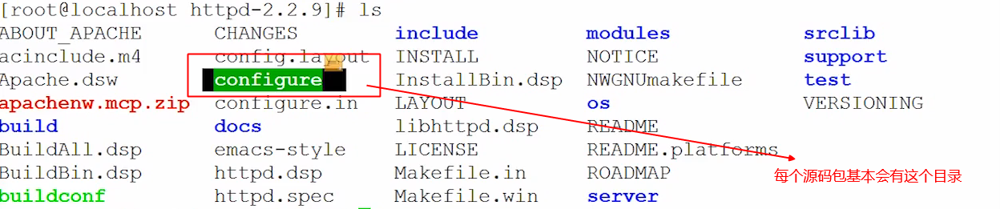 [root@localhost httpd-2.2.9]# ls
ABOUT_APACHE CHANGES include modules srclib
acinclude.m4 config.layout INSTALL NOTICE support
Apache.dsw configure InstallBin.dsp NWGNUmakefile test
apachenw.mcp.zip configure.in LAYOUT os VERSIONING
build docs libhttpd.dsp README
BuildAll.dsp emacs-style LICENSE README.platforms
BuildBin.dsp httpd.dsp Makefile.in ROADMAP
buildconf httpd.spec Makefile.win server
每个源码包基本会有这个目录